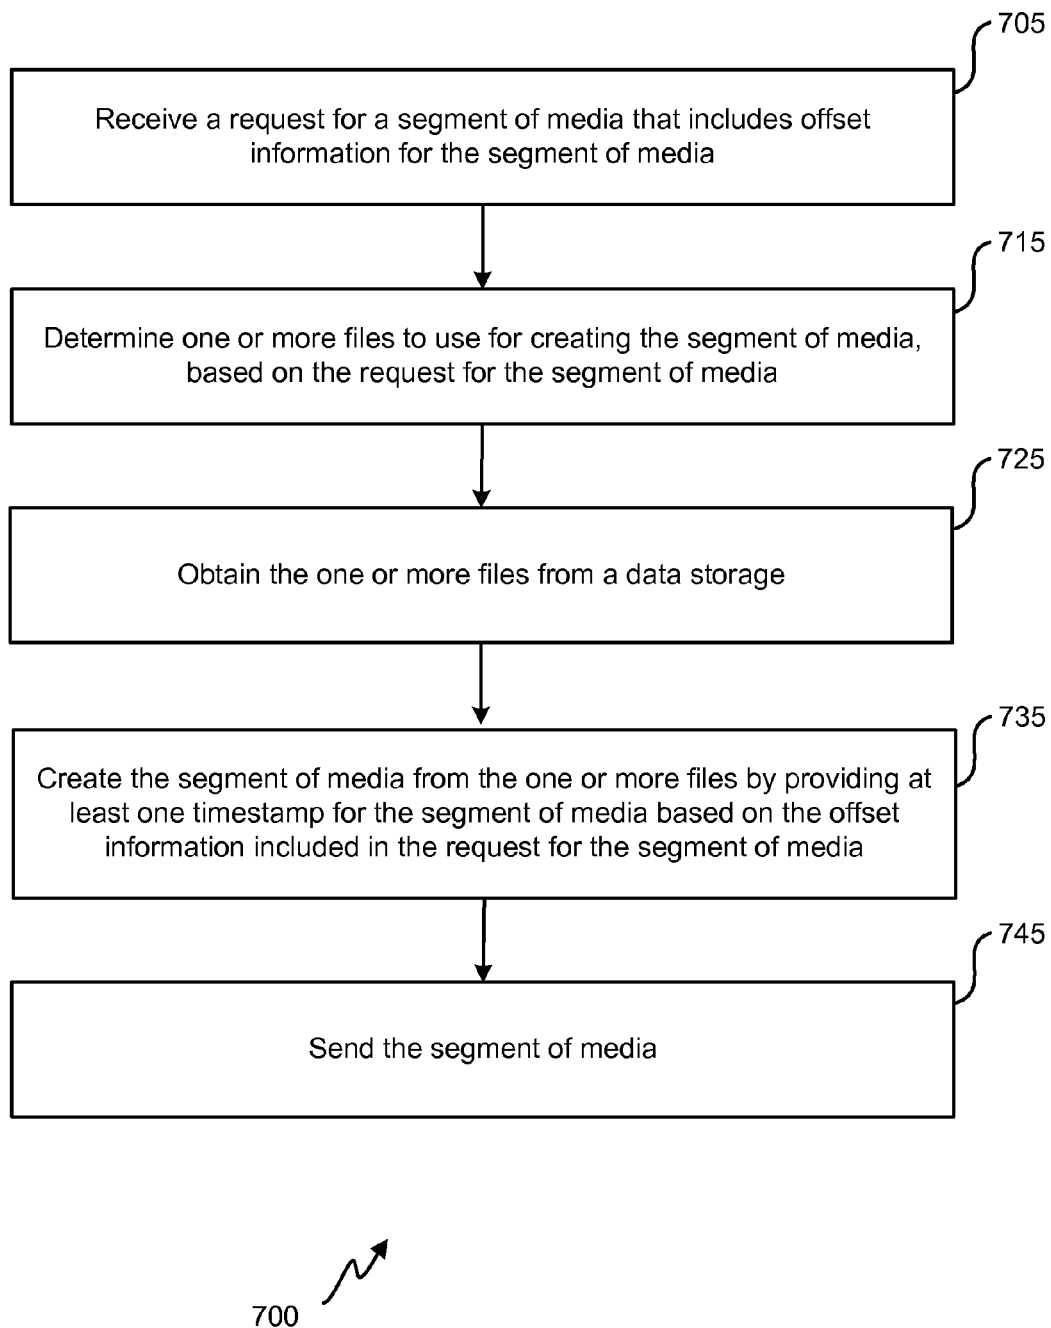 705
Receive a request for a segment of media that includes offset
information for the segment of media
715
Determine one or more files to use for creating the segment of media,
based on the request for the segment of media
725
Obtain the one or more files from a data storage
735
Create the segment of media from the one or more files by providing at
least one timestamp for the segment of media based on the offset
information included in the request for the segment of media
745
Send the segment of media
700